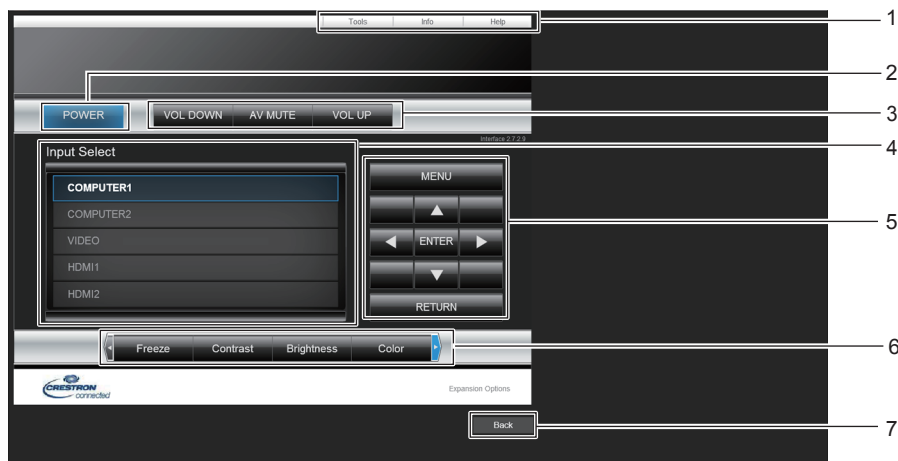 Tools Info Help 1
2
POWER VOL DOWN AV MUTE VOL UP 3
Interface 2.7.2.9
Input Select 4
MENU
COMPUTER1
COMPUTER2
5
VIDEO ENTER
HDMI1
HDMI2
RETURN
Freeze Contrast Brightness Color 6
CRESTRON connected
Expansion Options
Back 7